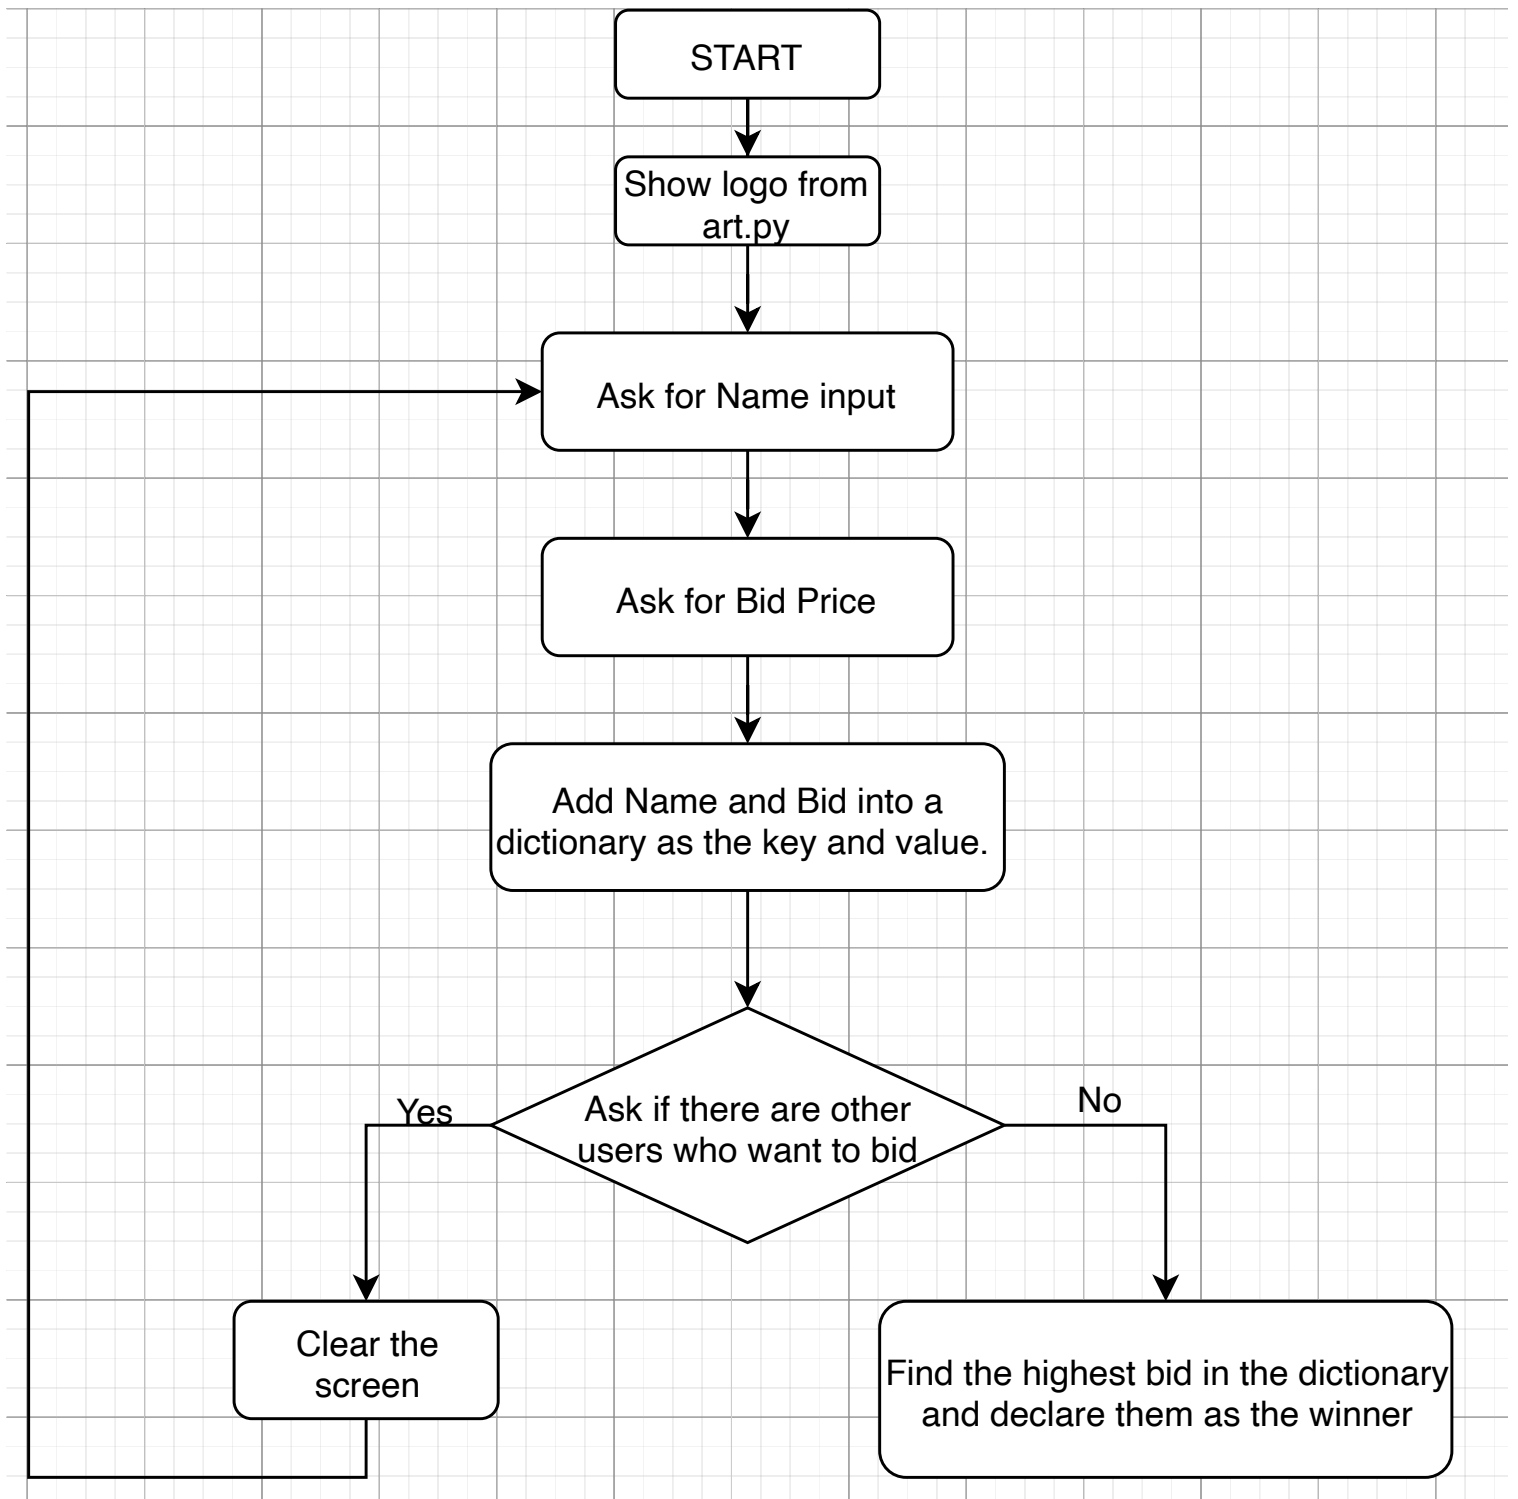 START
Show logo from
art.py
Ask for Name input
Ask for Bid Price
Add Name and Bid into a
dictionary as the key and value.
Ask if there are other
users who want to bid
Yes
No
Clear the
screen
Find the highest bid in the dictionary
and declare them as the winner